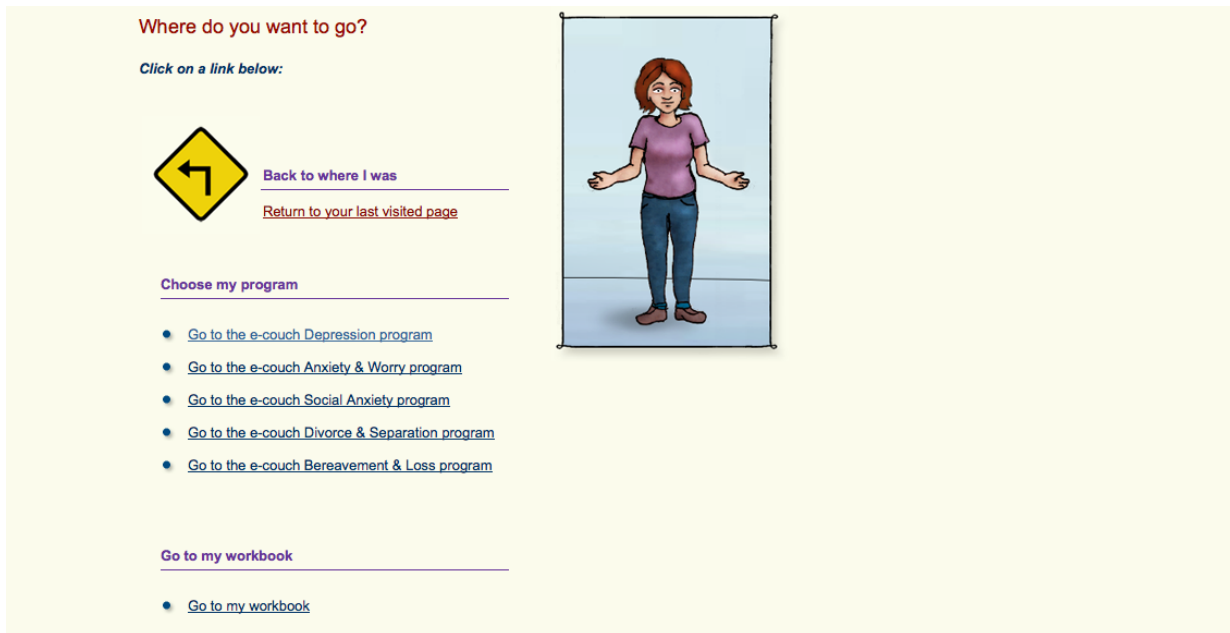 Where do you want to go?
Click on a link below:
Back to where I was
Return to your last visited page
Choose my program
Go to the e-couch Depression program
Go to the e-couch Anxiety & Worry program
Go to the e-couch Social Anxiety program
Go to the e-couch Divorce & Separation program
Go to the e-couch Bereavement & Loss program
Go to my workbook
Go to my workbook